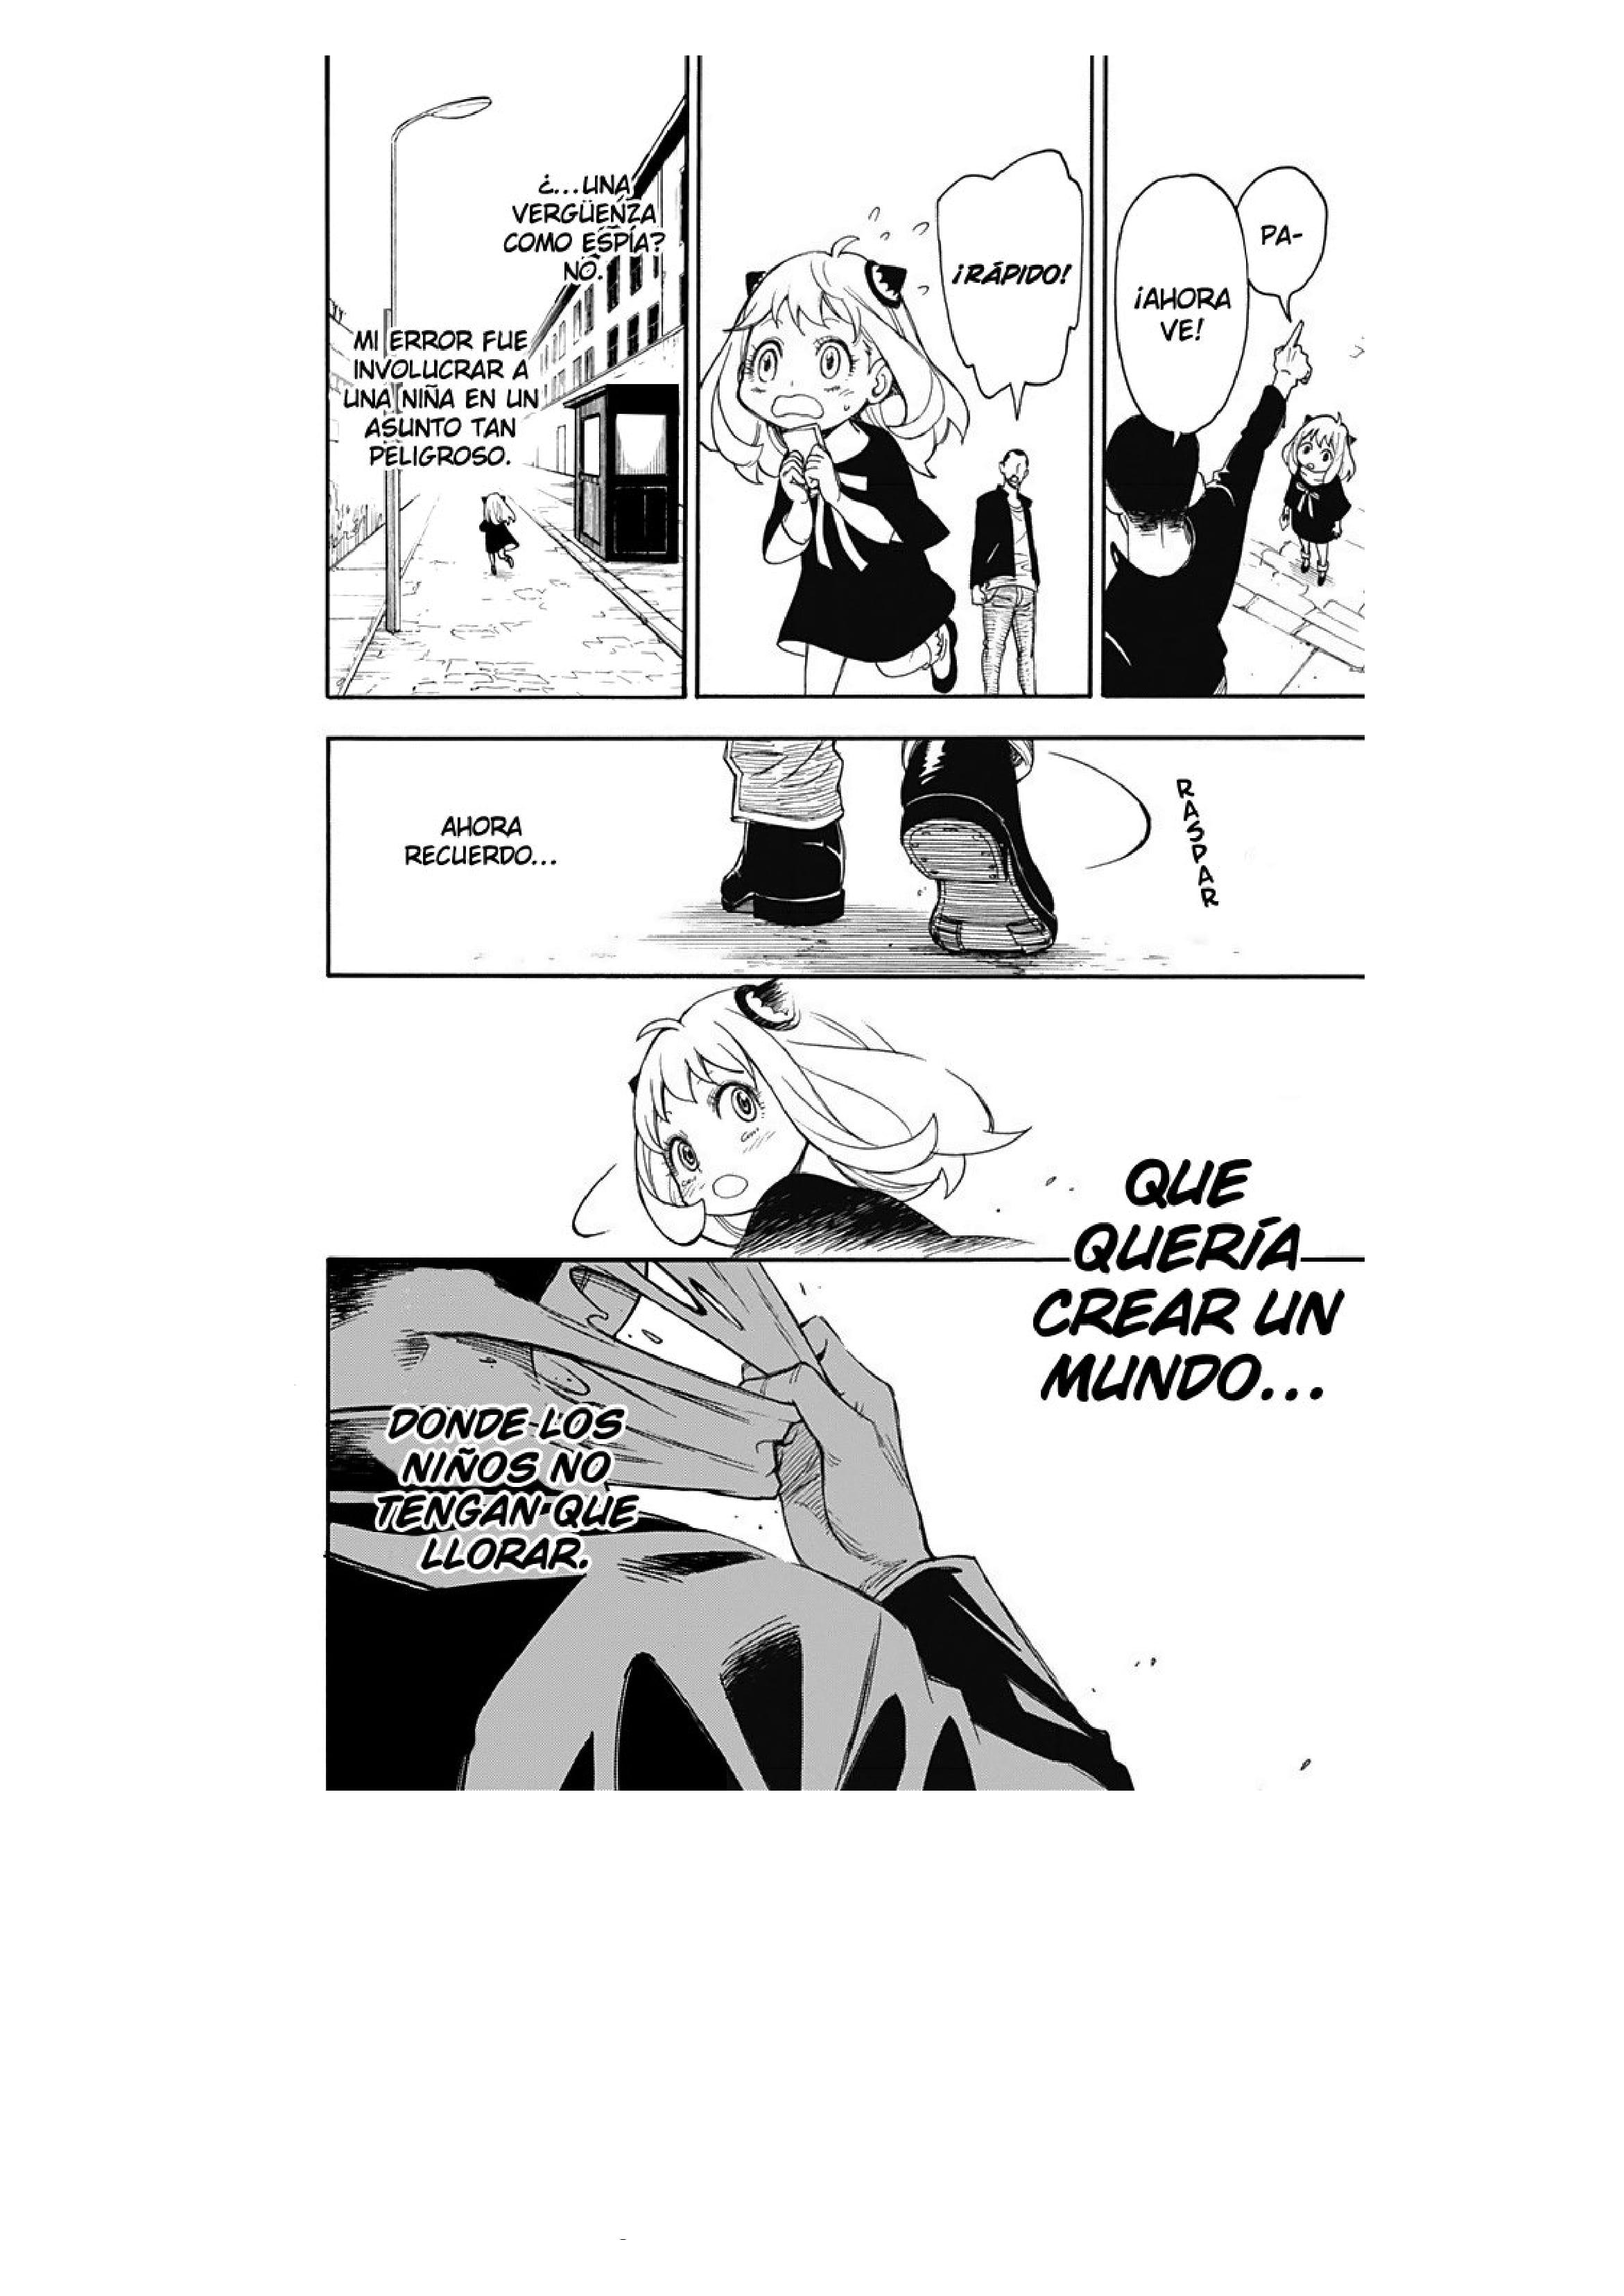 PA-
¡AHORA
VE!
¡RÁPIDO!
¿...UNA
VERGÜENZA
COMO ESPÍA?
NO.
MI ERROR FUE
INVOLUCRAR A
UNA NIÑA EN UN
ASUNTO TAN
PELIGROSO.
RASPAR
AHORA
RECUERDO...
QUE
QUERÍA
CREAR UN
MUNDO...
DONDE LOS
NIÑOS NO
TENGAN QUE
LLORAR.